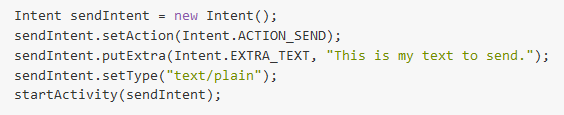 Intent sendIntent = new Intent();
sendIntent.setAction(Intent.ACTION_SEND);
sendIntent.putExtra(Intent.EXTRA_TEXT, "This is my text to send.");
sendIntent.setType("text/plain");
startActivity(sendIntent);